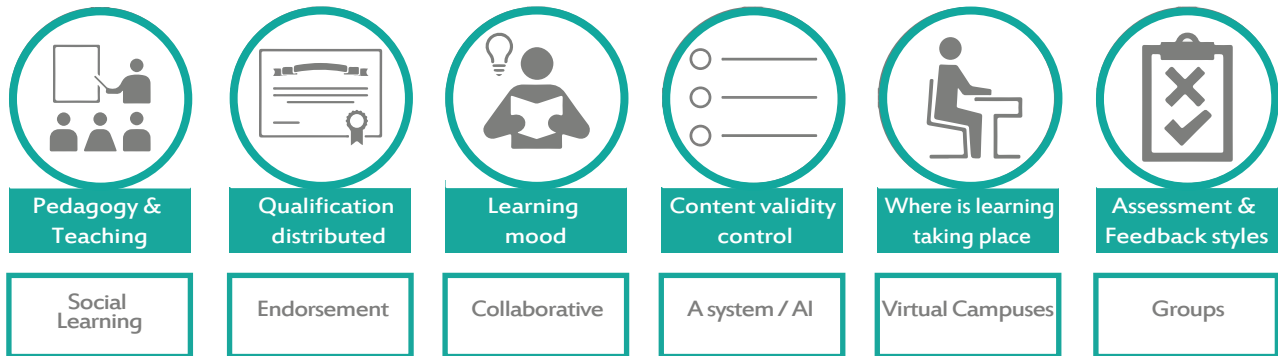 Pedagogy &
Teaching
Qualification
distributed
Learning
mood
Content validity
control
Where is learning
taking place
Assessment &
Feedback styles
Social
Learning
Endorsement
Collaborative
A system / AI
Virtual Campuses
Groups